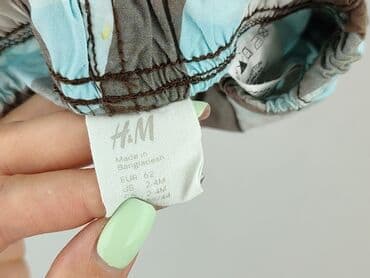 H&M
Made in
Bangladesh
EUR 62
US 2-4M